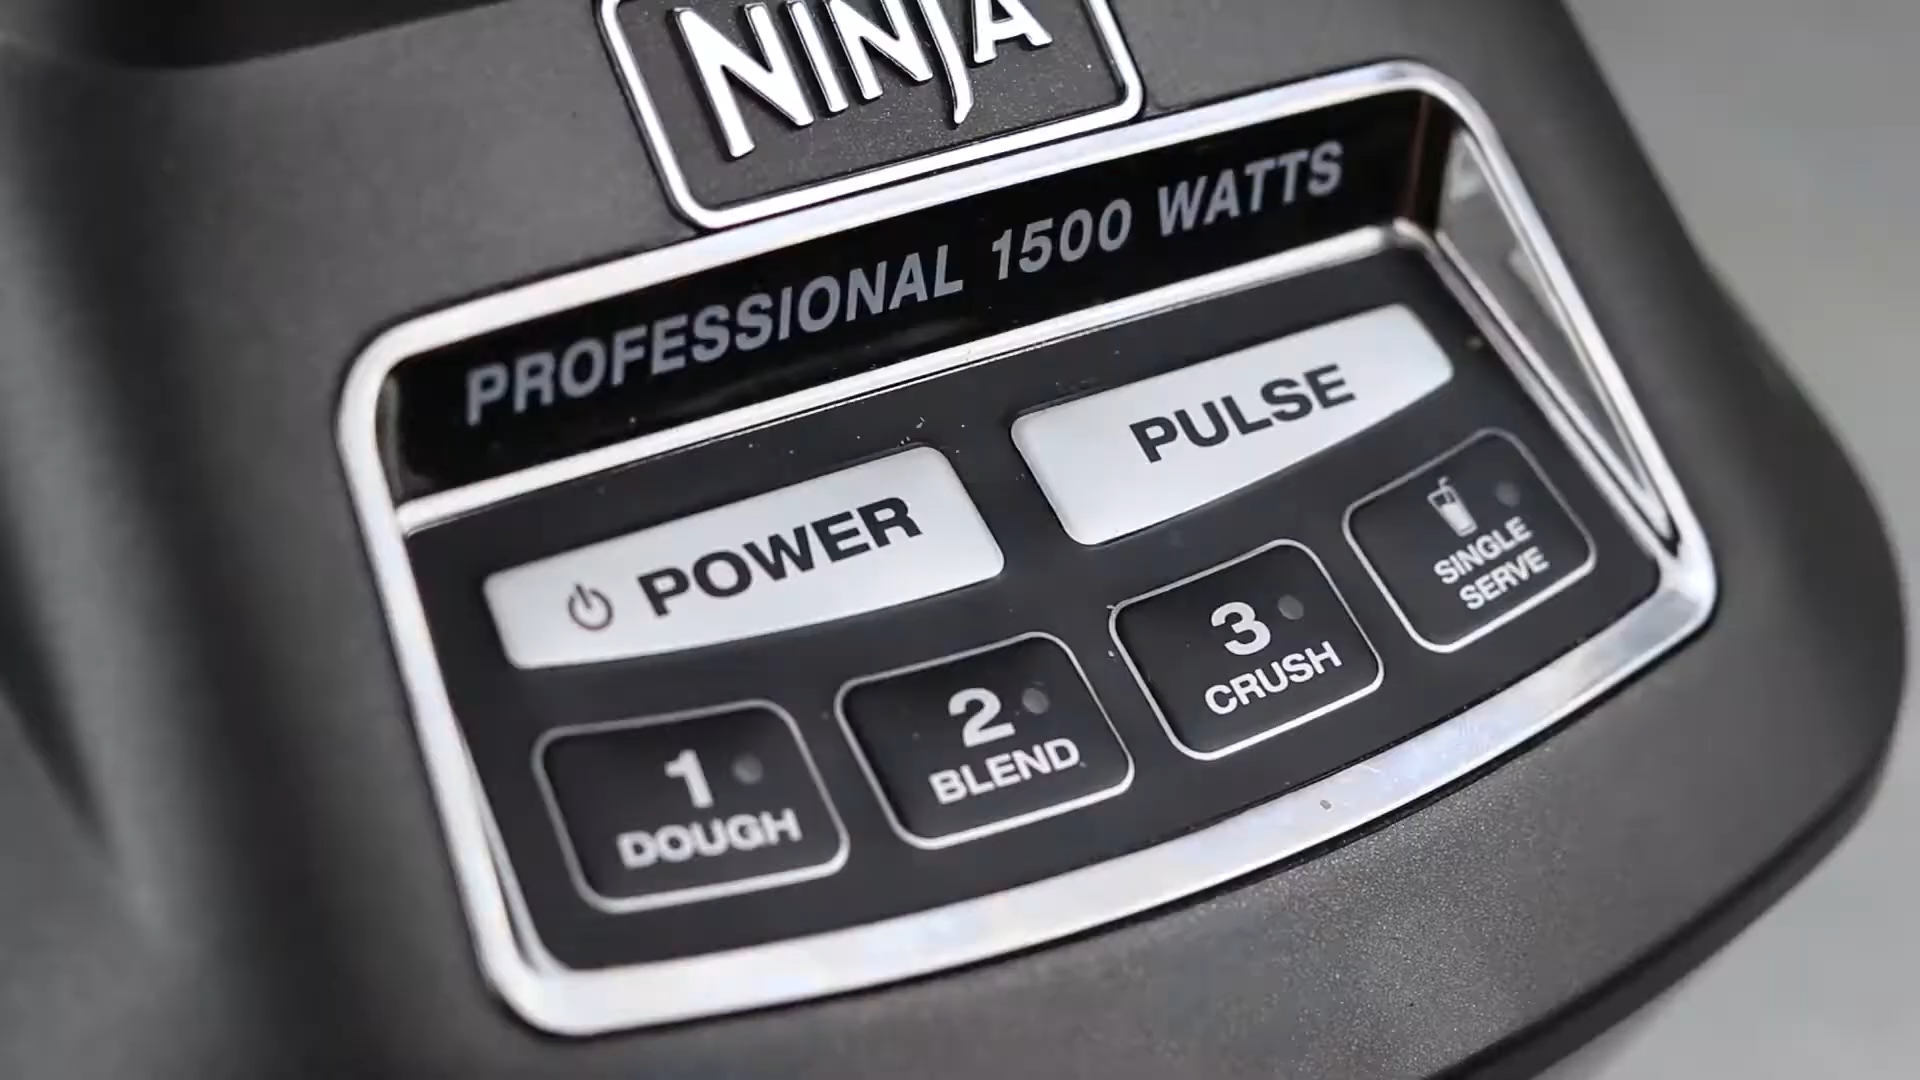 NINJA
PROFESSIONAL 1500 WATTS
POWER
PULSE
1
DOUGH
2
BLEND
3
CRUSH
SINGLE
SERVE